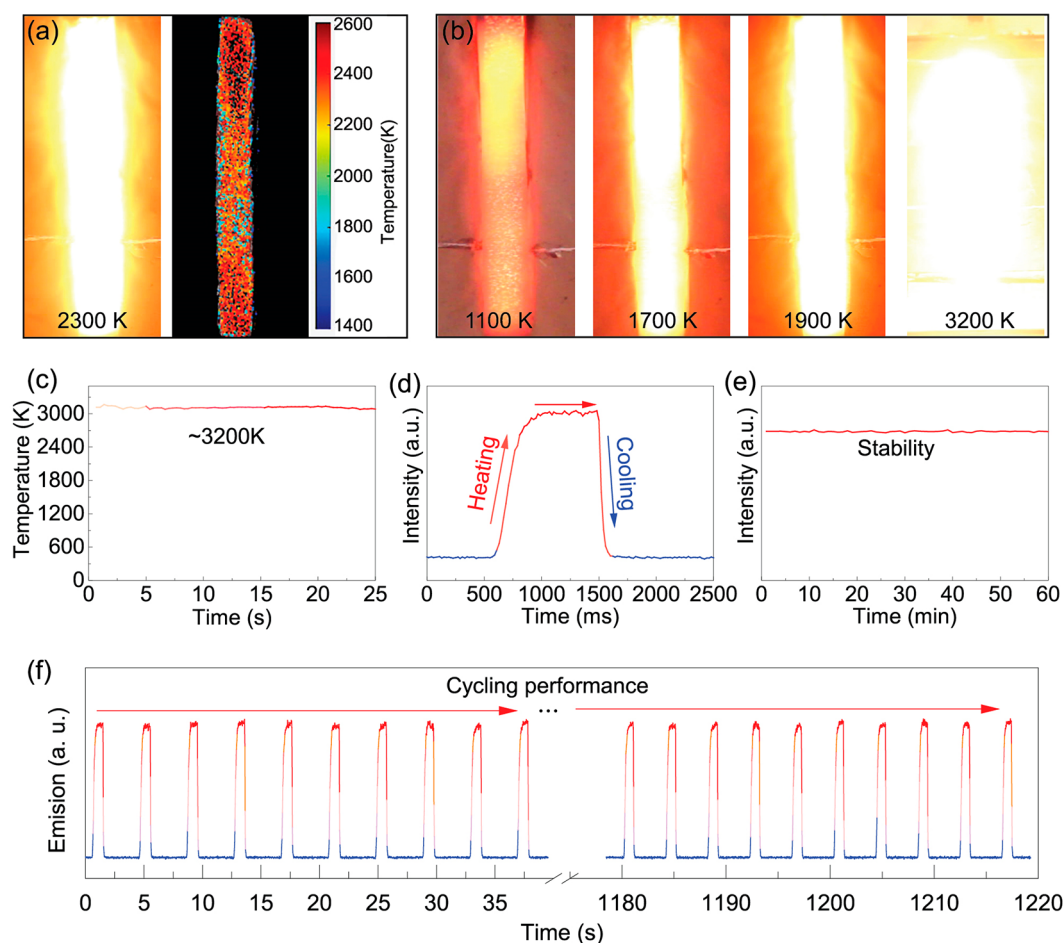 (a)
2300 K
2600
2400
2200
2000
1800
1600
1400
Temperature(K)
(b)
1100 K
1700 K
1900 K
3200 K
(c)
Temperature (K)
3000
2400
1800
1200
600
0
~3200K
0 5 10 15 20 25
Time (s)
(d)
Intensity (a.u.)
Heating
Cooling
0 500 1000 1500 2000 2500
Time (ms)
(e)
Intensity (a.u.)
Stability
0 10 20 30 40 50 60
Time (min)
(f)
Cycling performance
...
Emision (a. u.)
0 5 10 15 20 25 30 35 1180 1190 1200 1210 1220
Time (s)